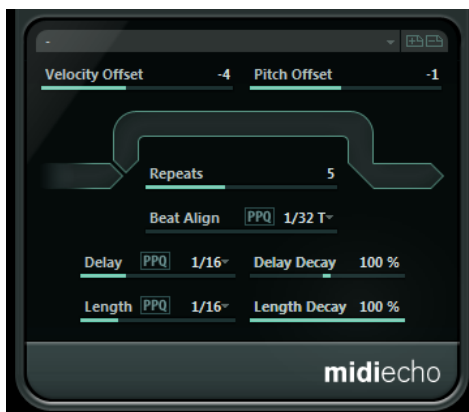 -
Velocity Offset -4 Pitch Offset -1
Repeats 5
Beat Align PPQ 1/32 T
Delay PPQ 1/16 Delay Decay 100 %
Length PPQ 1/16 Length Decay 100 %
midiecho